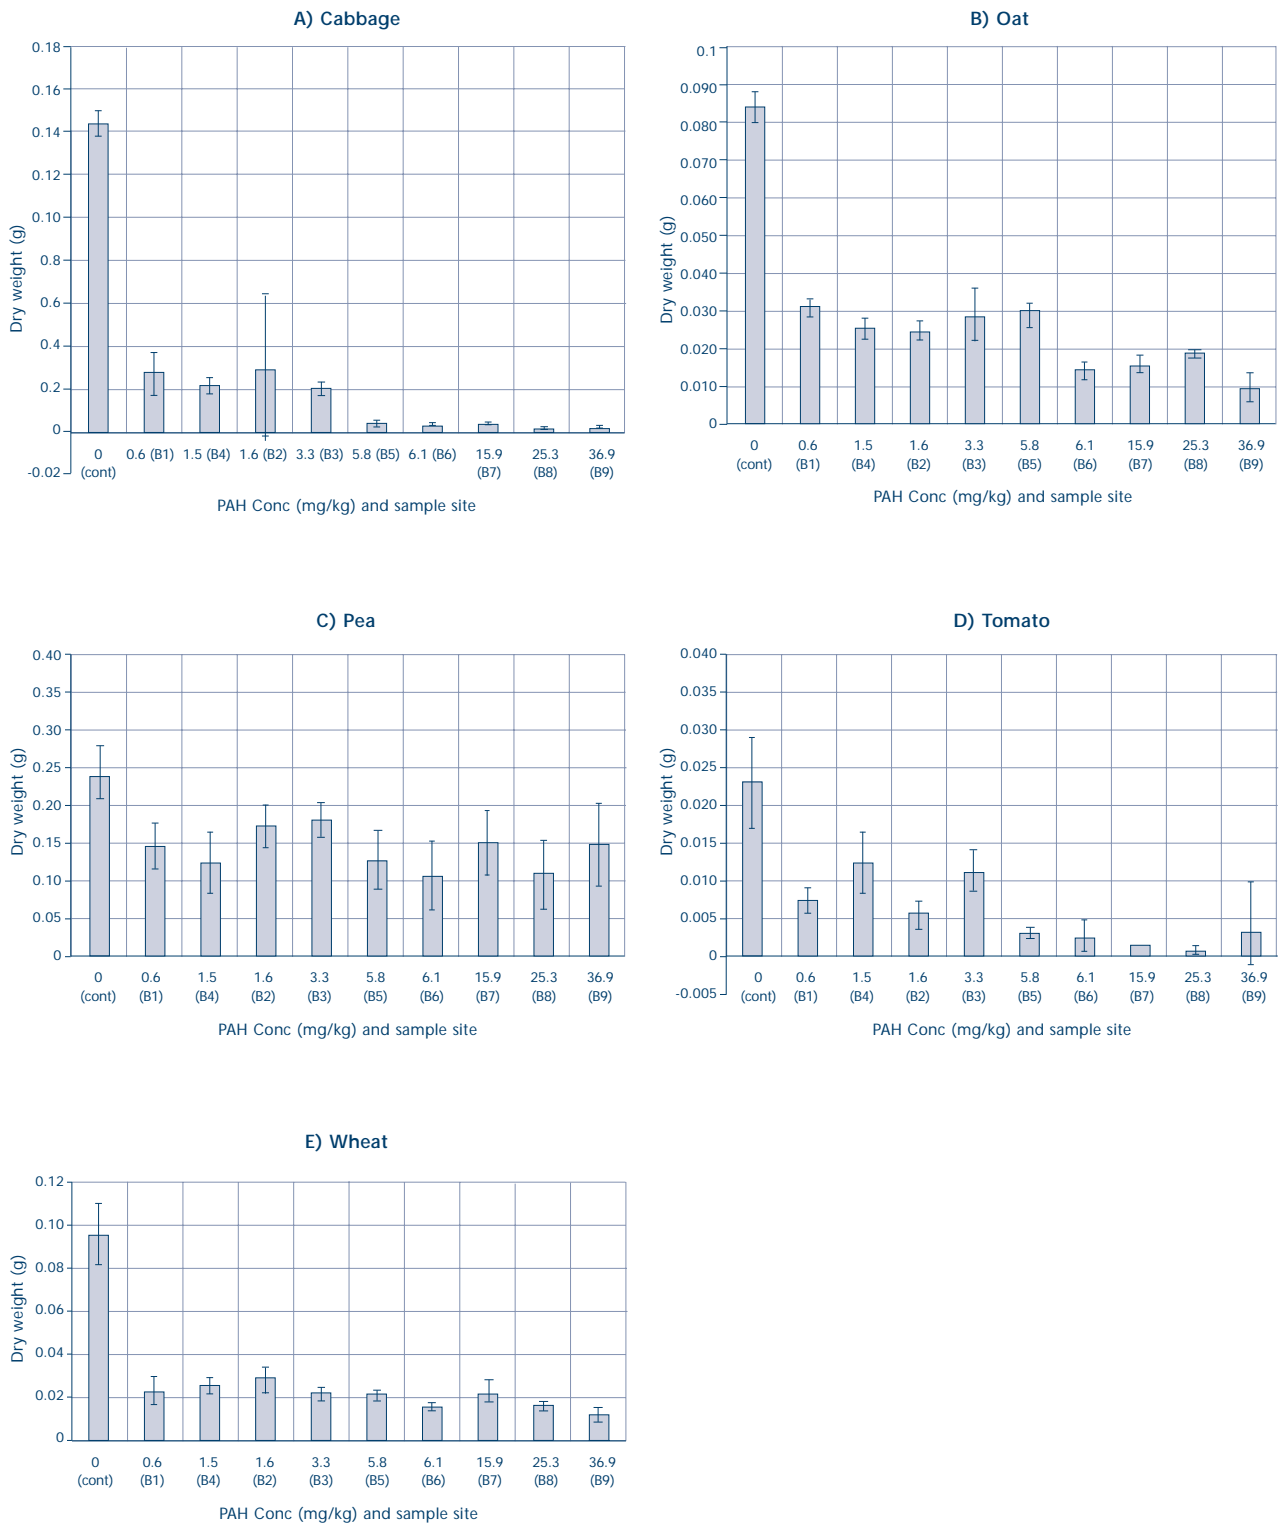 A) Cabbage
0.18
0.16
0.14
0.12
0.10
0.8
0.6
0.4
0.2
0
-0.02
Dry weight (g)
0 0.6 (B1) 1.5 (B4) 1.6 (B2) 3.3 (B3) 5.8 (B5) 6.1 (B6) 15.9 25.3 36.9
(cont) (B7) (B8) (B9)
PAH Conc (mg/kg) and sample site
B) Oat
0.1
0.090
0.080
0.070
0.060
0.050
0.040
0.030
0.020
0.010
0
Dry weight (g)
0 0.6 1.5 1.6 3.3 5.8 6.1 15.9 25.3 36.9
(cont) (B1) (B4) (B2) (B3) (B5) (B6) (B7) (B8) (B9)
PAH Conc (mg/kg) and sample site
C) Pea
0.40
0.35
0.30
0.25
0.20
0.15
0.10
0.05
0
Dry weight (g)
0 0.6 1.5 1.6 3.3 5.8 6.1 15.9 25.3 36.9
(cont) (B1) (B4) (B2) (B3) (B5) (B6) (B7) (B8) (B9)
PAH Conc (mg/kg) and sample site
D) Tomato
0.040
0.035
0.030
0.025
0.020
0.015
0.010
0.005
0
-0.005
Dry weight (g)
0 0.6 1.5 1.6 3.3 5.8 6.1 15.9 25.3 36.9
(cont) (B1) (B4) (B2) (B3) (B5) (B6) (B7) (B8) (B9)
PAH Conc (mg/kg) and sample site
E) Wheat
0.12
0.10
0.08
0.06
0.04
0.02
0
Dry weight (g)
0 0.6 1.5 1.6 3.3 5.8 6.1 15.9 25.3 36.9
(cont) (B1) (B4) (B2) (B3) (B5) (B6) (B7) (B8) (B9)
PAH Conc (mg/kg) and sample site